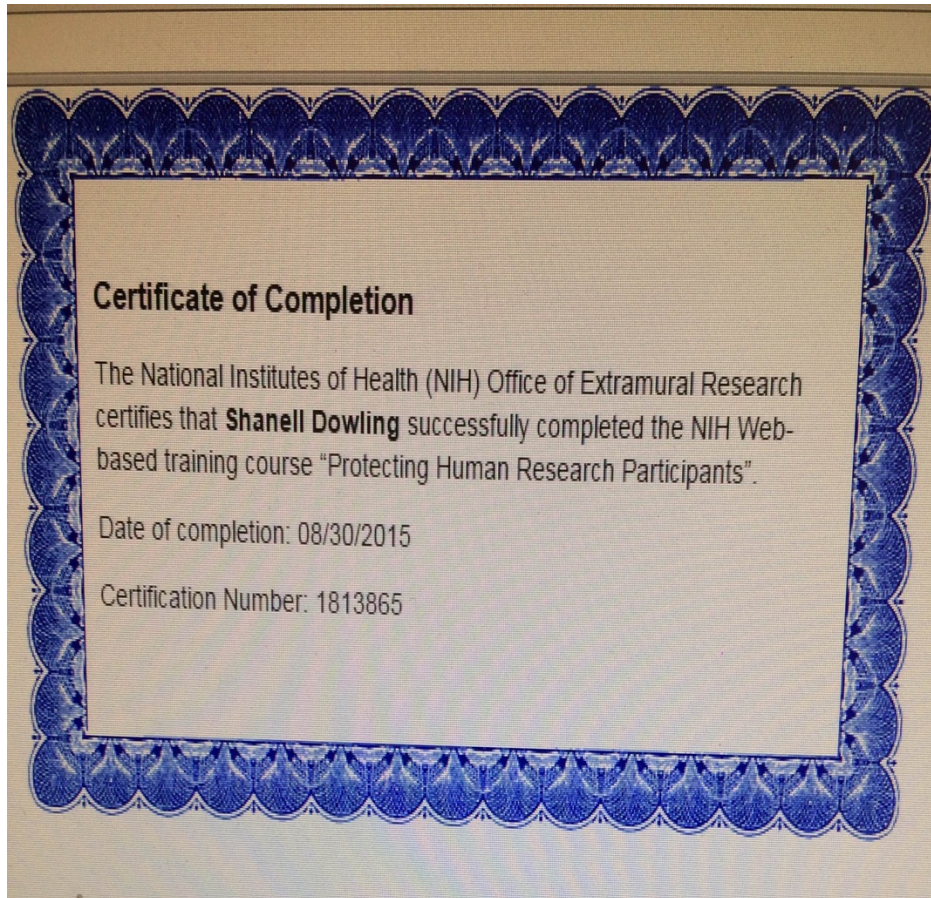 Certificate of Completion
The National Institutes of Health (NIH) Office of Extramural Research
certifies that Shanell Dowling successfully completed the NIH Web-
based training course “Protecting Human Research Participants”.
Date of completion: 08/30/2015
Certification Number: 1813865